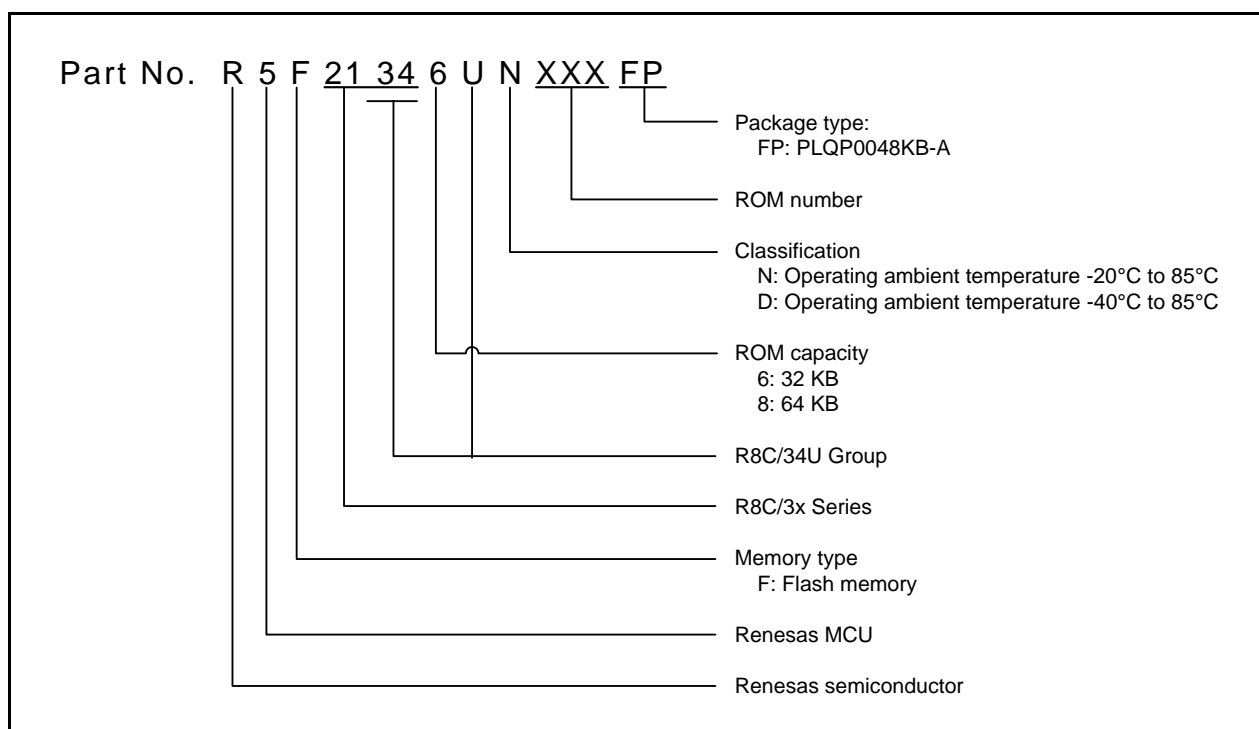 Part No. R 5 F 21 34 6 U N XXX FP
Package type:
FP: PLQP0048KB-A
ROM number
Classification
N: Operating ambient temperature -20°C to 85°C
D: Operating ambient temperature -40°C to 85°C
ROM capacity
6: 32 KB
8: 64 KB
R8C/34U Group
R8C/3x Series
Memory type
F: Flash memory
Renesas MCU
Renesas semiconductor